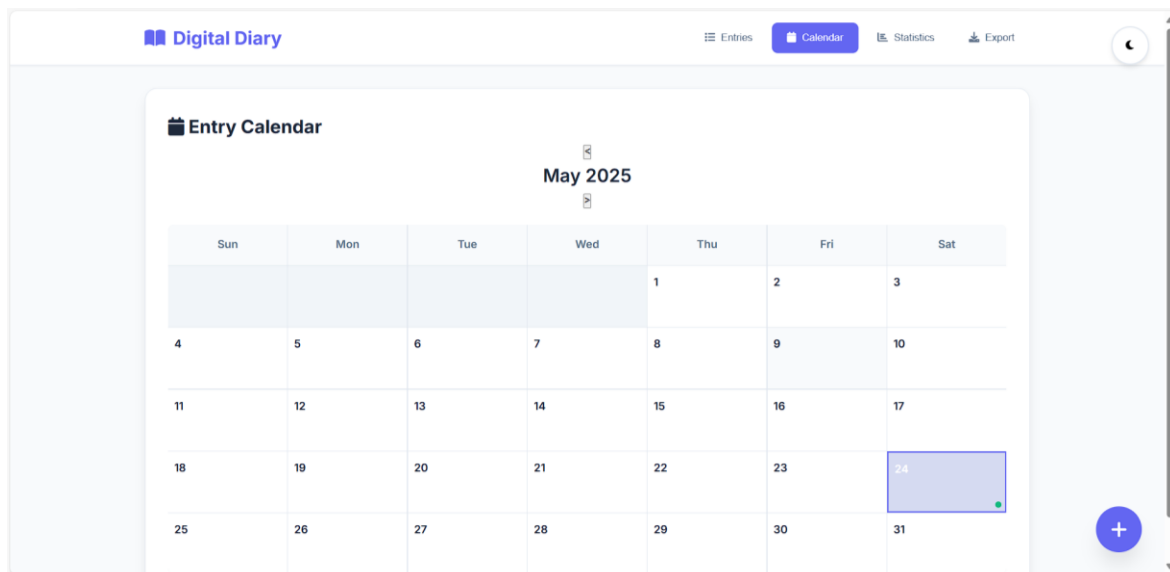 Digital Diary
Entries Calendar Statistics Export
Entry Calendar
<
May 2025
>
Sun Mon Tue Wed Thu Fri Sat
1 2 3
4 5 6 7 8 9 10
11 12 13 14 15 16 17
18 19 20 21 22 23 24
25 26 27 28 29 30 31
+